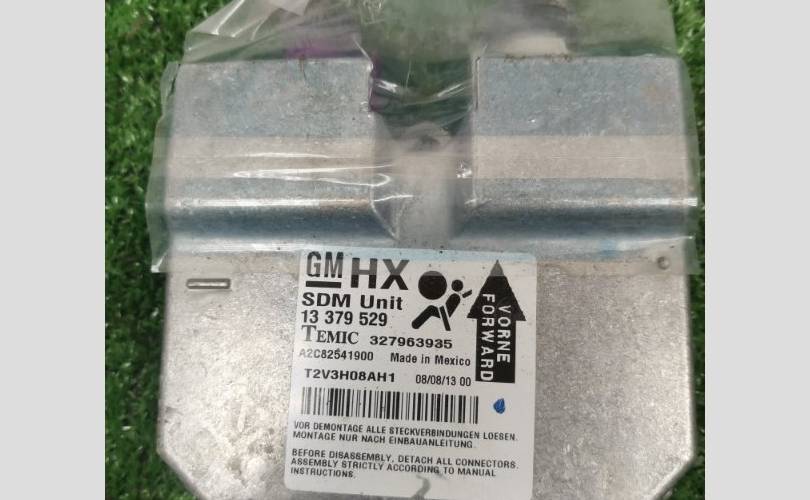 GM HX
SDM Unit
13 379 529
TEMIC 327963935
A2C82541900 Made in Mexico
T2V3H08AH1 08/08/13 00
VORNE
FORWARD
VOR DEMONTAGE ALLE STECKVERBINDUNGEN LOESEN.
MONTAGE NUR NACH EINBAUANLEITUNG.
BEFORE DISASSEMBLY, DETACH ALL CONNECTORS.
ASSEMBLY STRICTLY ACCORDING TO MANUAL
INSTRUCTIONS.